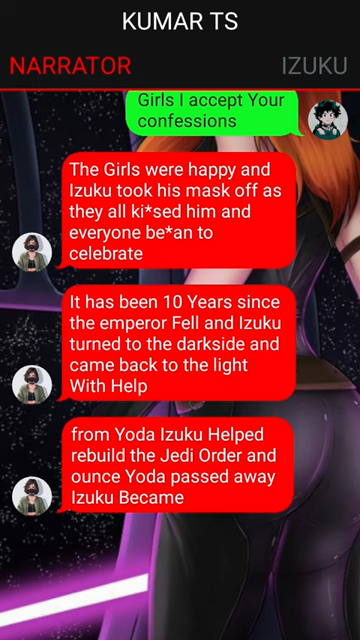 KUMAR TS
NARRATOR
IZUKU
Girls I accept Your
confessions
The Girls were happy and
Izuku took his mask off as
they all ki*sed him and
everyone be*an to
celebrate
It has been 10 Years since
the emperor Fell and Izuku
turned to the darkside and
came back to the light
With Help
from Yoda Izuku Helped
rebuild the Jedi Order and
ounce Yoda passed away
Izuku Became